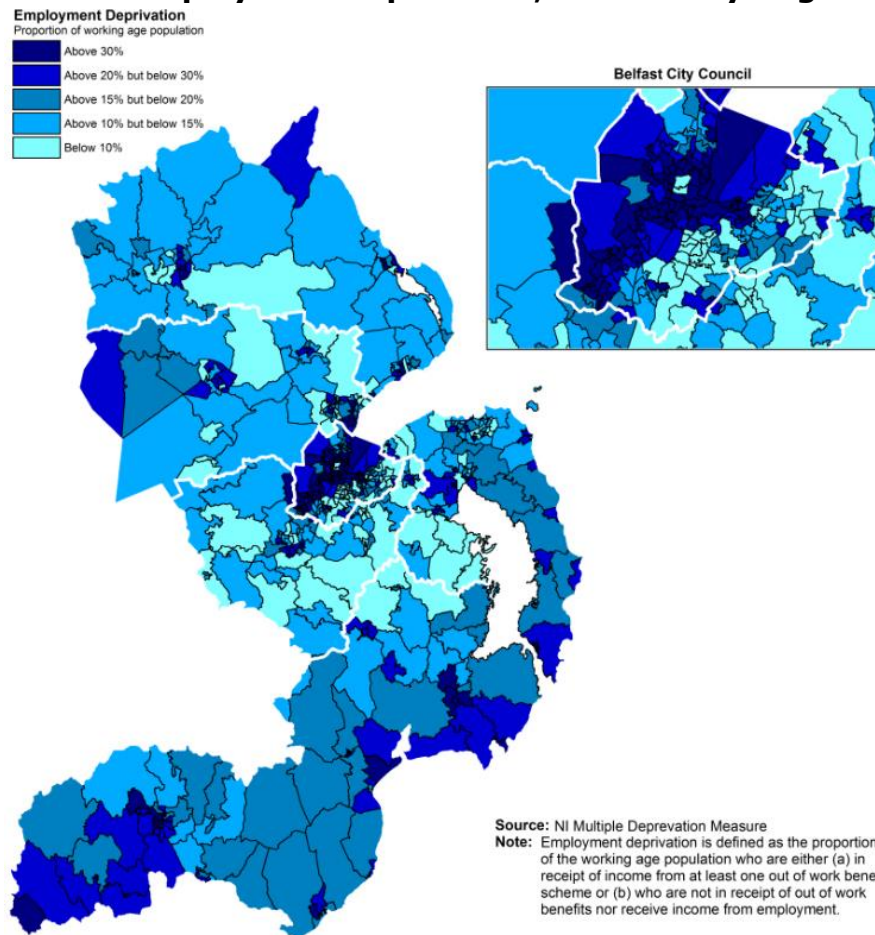 Employment Deprivation
Proportion of working age population
Above 30%
Above 20% but below 30%
Above 15% but below 20%
Above 10% but below 15%
Below 10%
Belfast City Council
Source: NI Multiple Deprevation Measure
Note: Employment deprivation is defined as the proportion
of the working age population who are either (a) in
receipt of income from at least one out of work bene
scheme or (b) who are not in receipt of out of work
benefits nor receive income from employment.